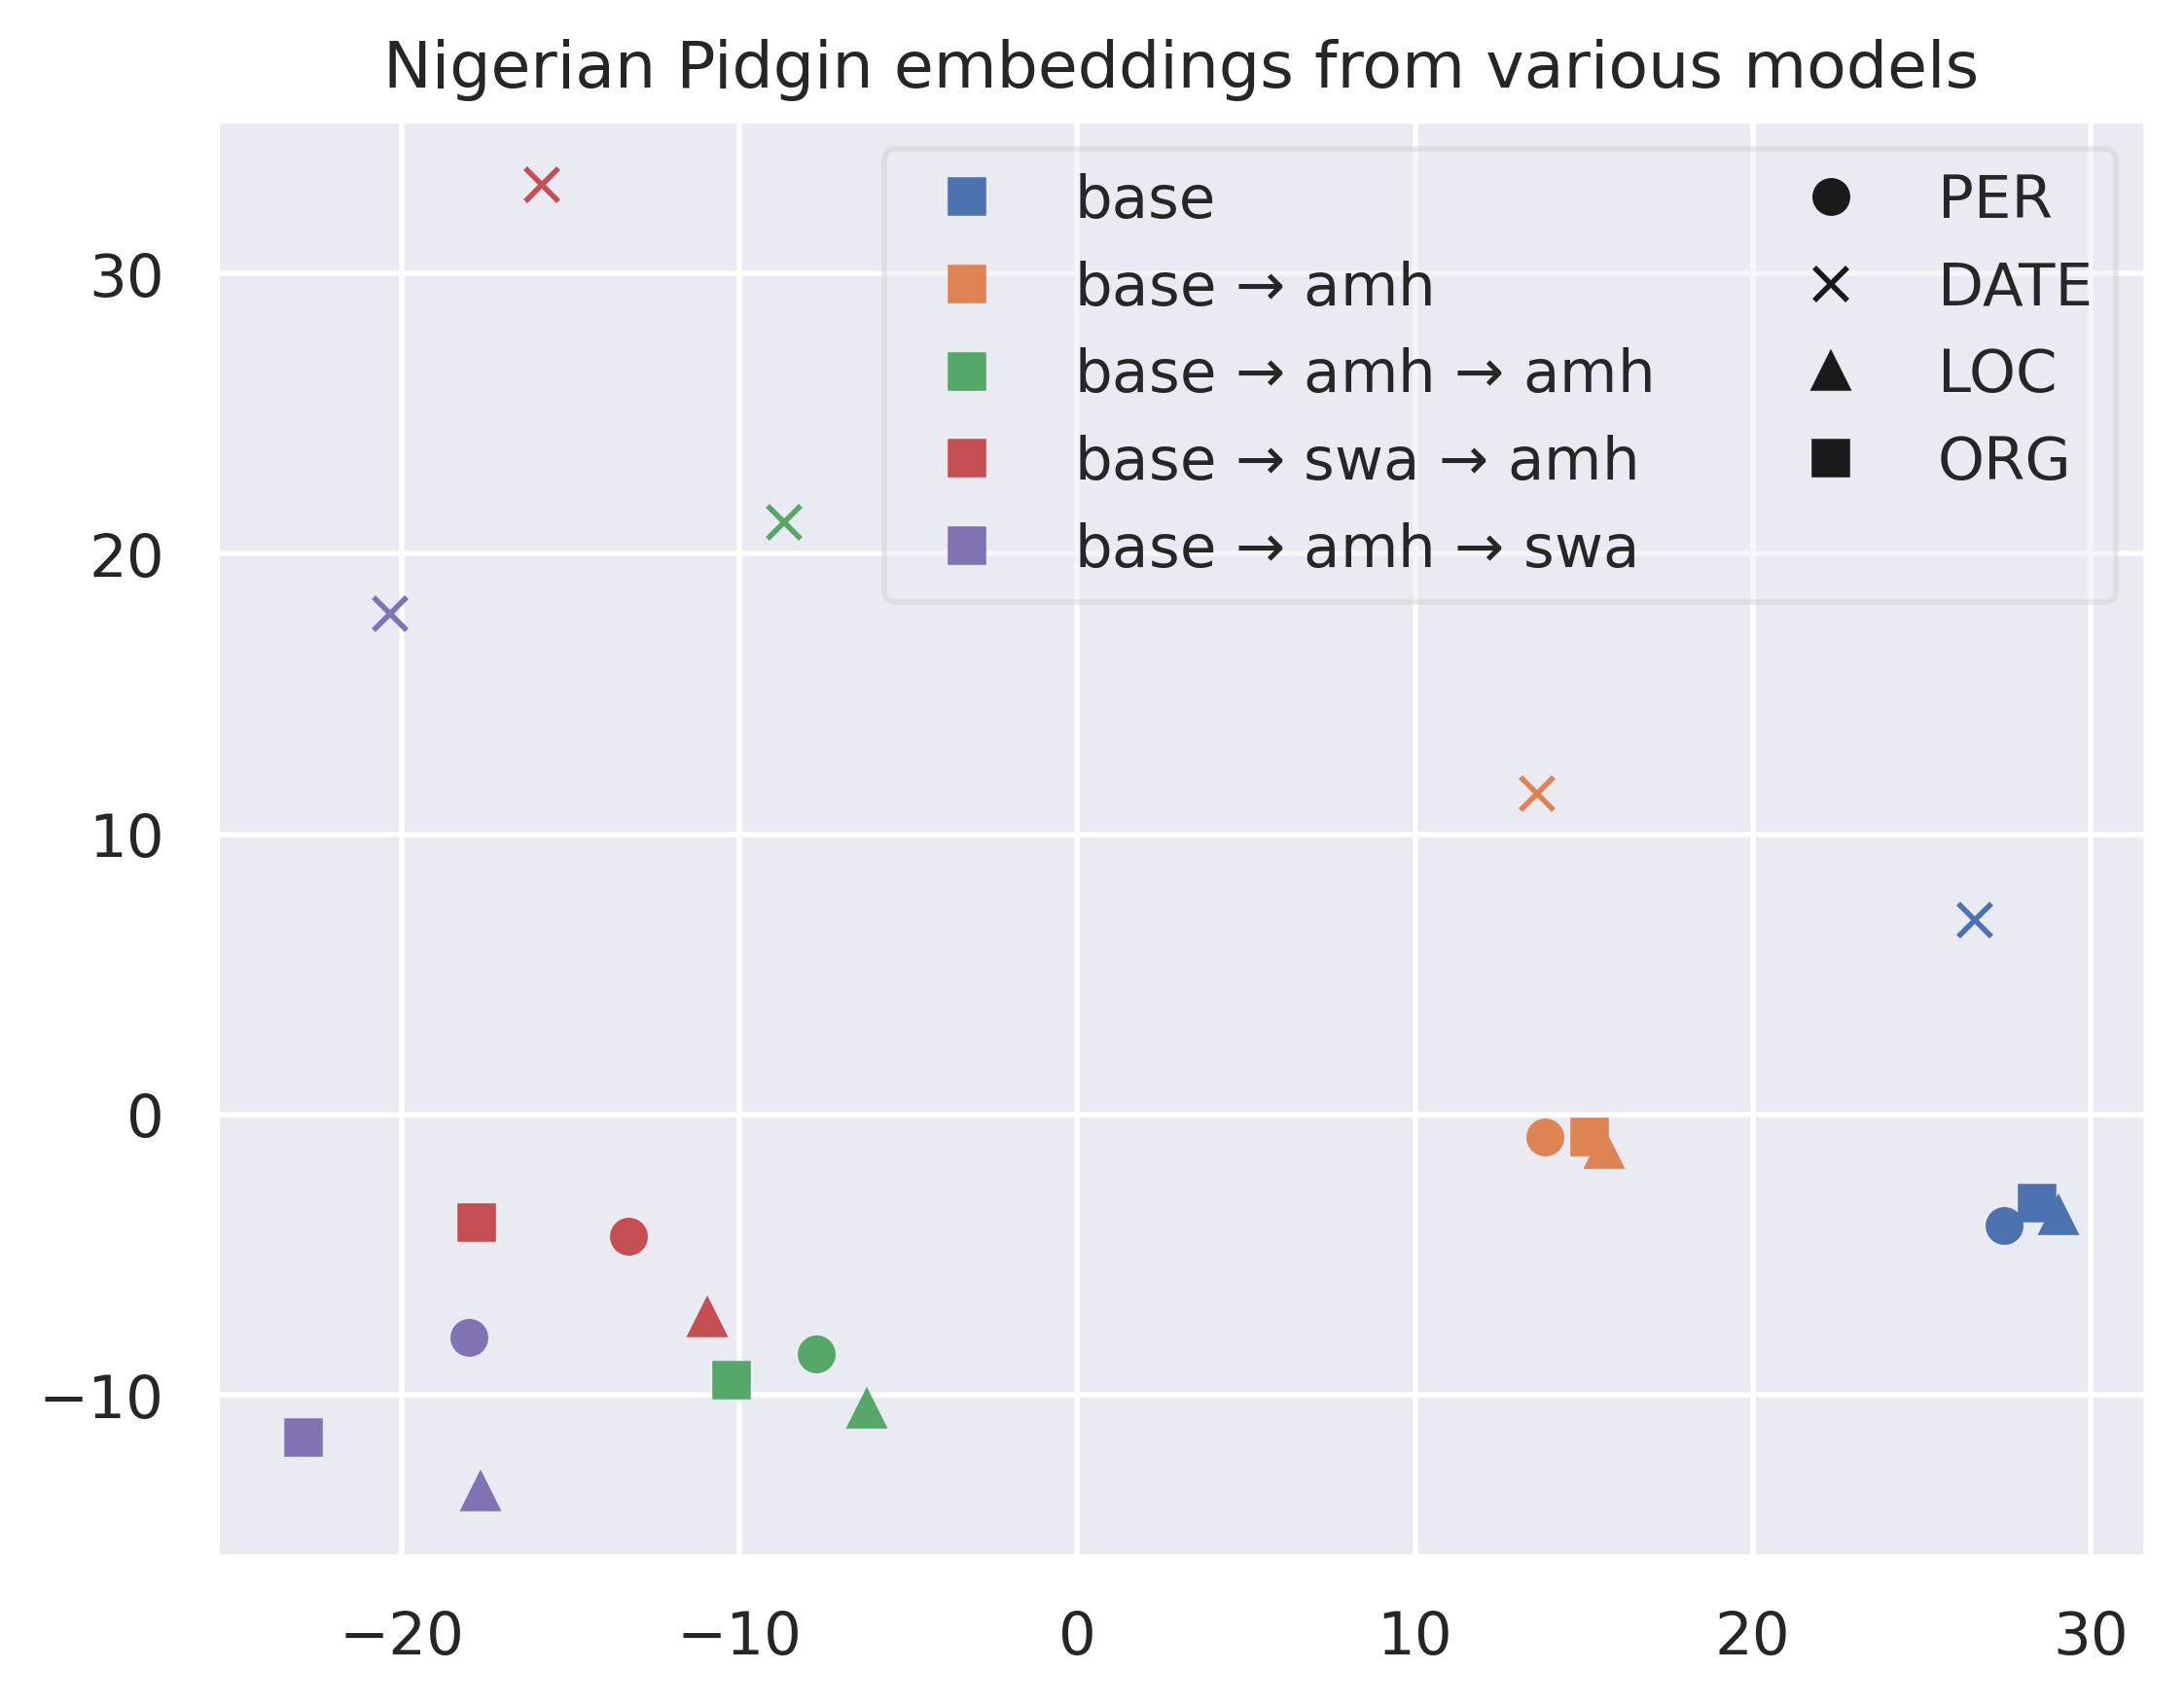 Nigerian Pidgin embeddings from various models
base
base → amh
base → amh → amh
base → swa → amh
base → amh → swa
PER
DATE
LOC
ORG
30
20
10
0
−10
−20
−10
0
10
20
30